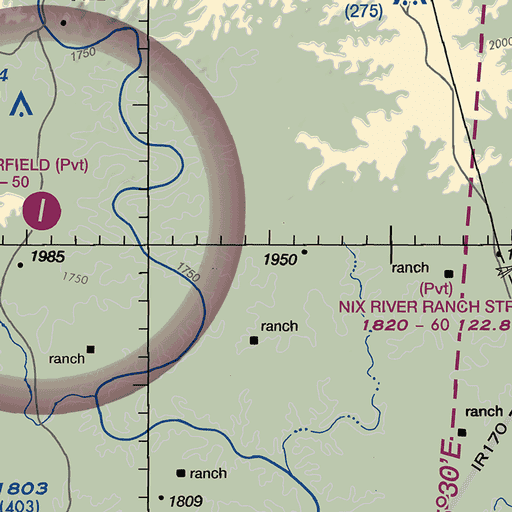 (275)
2000
1750
4
RFIELD (Pvt)
- 50
1985
1750
1750
1950
ranch
(Pvt)
NIX RIVER RANCH STR
1820 - 60 122.8
ranch
ranch
ranch
IR170
30'E
ranch
1803
(403)
1809